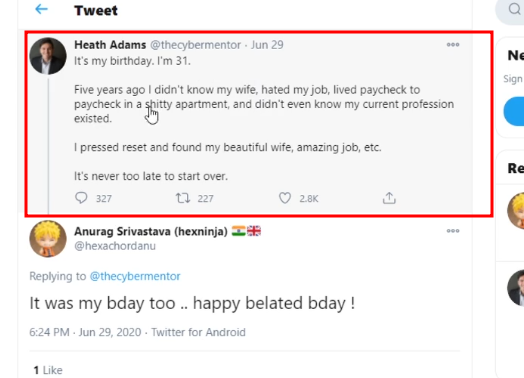 Tweet
Heath Adams @thecybermentor · Jun 29
It's my birthday. I'm 31.
Five years ago I didn't know my wife, hated my job, lived paycheck to
paycheck in a shitty apartment, and didn't even know my current profession
existed.
I pressed reset and found my beautiful wife, amazing job, etc.
It's never too late to start over.
327 227 2.8K
Anurag Srivastava (hexninja)
@hexachordanu
Replying to @thecybermentor
It was my bday too .. happy belated bday !
6:24 PM · Jun 29, 2020 · Twitter for Android
1 Like
Sign